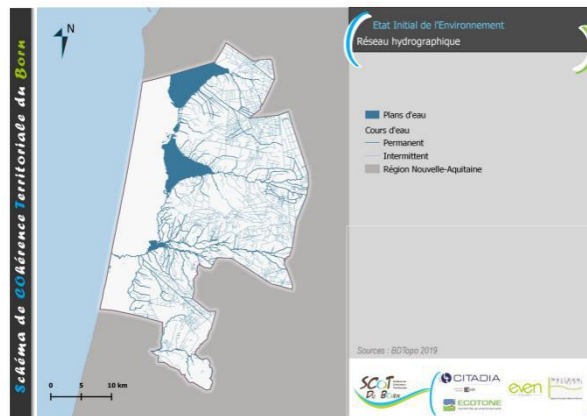 Schéma de COhérence Territoriale du Born
N
0
5
10 km
Etat Initial de l'Environnement
Réseau hydrographique
Plans d'eau
Cours d'eau
Permanent
Intermittent
Région Nouvelle-Aquitaine
Sources : BDTopo 2019
SCOT
Du Born
CITADIA
ECOTONE
even